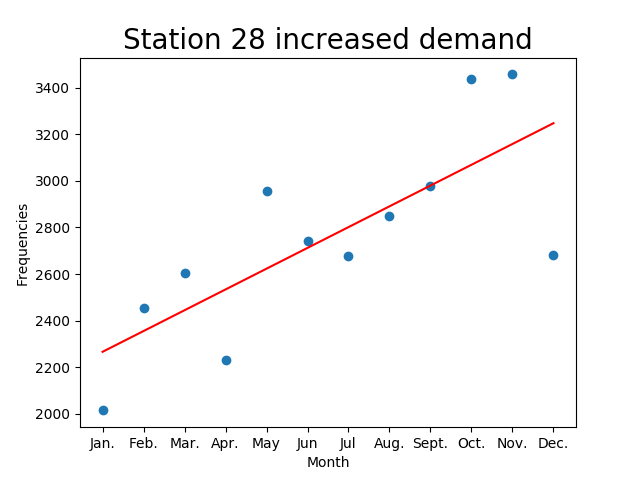 Station 28 increased demand
3400
3200
3000
2800
2600
2400
2200
2000
Frequencies
Jan. Feb. Mar. Apr. May Jun Jul Aug. Sept. Oct. Nov. Dec.
Month